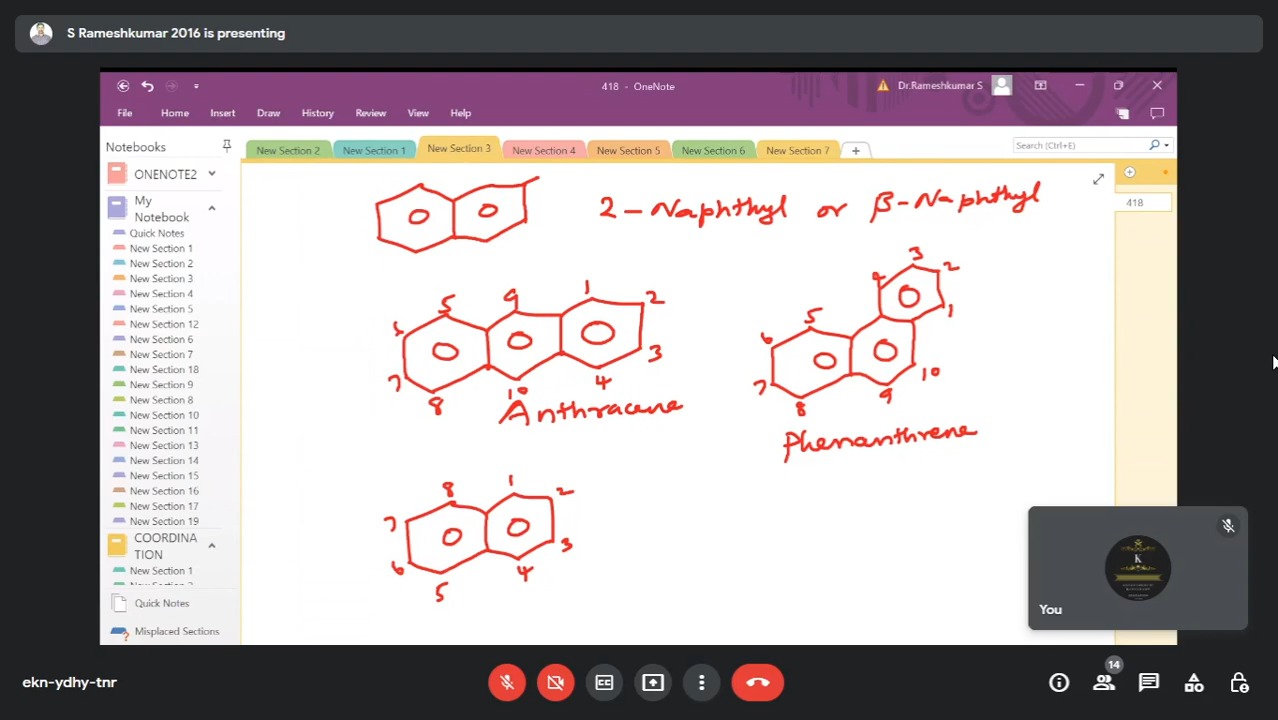 S Rameshkumar 2016 is presenting
418 - OneNote
Dr.Rameshkumar S
File Home Insert Draw History Review View Help
Notebooks
New Section 2 New Section 1 New Section 3 New Section 4 New Section 5 New Section 6 New Section 7 +
Search (Ctrl+E)
ONENOTE2
My Notebook
Quick Notes
New Section 1
New Section 2
New Section 3
New Section 4
New Section 5
New Section 12
New Section 6
New Section 7
New Section 18
New Section 9
New Section 8
New Section 10
New Section 11
New Section 13
New Section 14
New Section 15
New Section 16
New Section 17
New Section 19
COORDINA
TION
New Section 1
Quick Notes
Misplaced Sections
418
2-Naphthyl or β-Naphthyl
5 9 1 2
7 8 10 4 3
Anthracene
3 2
5 1
6 7 8 9 10
Phenanthrene
8 1 2
7 6 5 4 3
K
You
ekn-ydhy-tnr
14